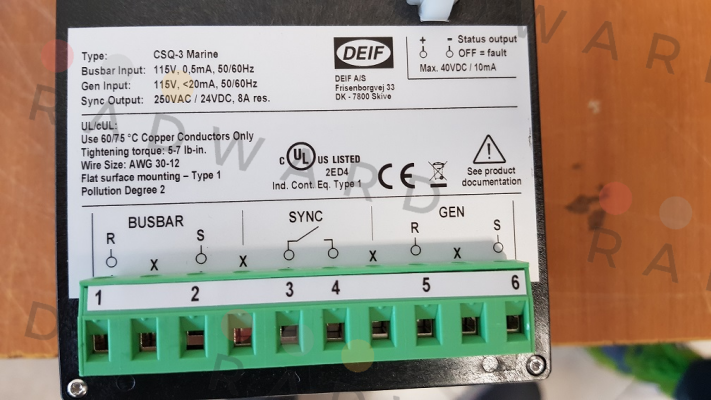 Type: CSQ-3 Marine
Busbar Input: 115V, 0,5mA, 50/60Hz
Gen Input: 115V, <20mA, 50/60Hz
Sync Output: 250VAC / 24VDC, 8A res.
DEIF
DEIF A/S
Frisenborgvej 33
DK - 7800 Skive
+ - Status output
OFF = fault
Max. 40VDC / 10mA
UL/cUL:
Use 60/75 °C Copper Conductors Only
Tightening torque: 5-7 lb-in.
Wire Size: AWG 30-12
Flat surface mounting – Type 1
Pollution Degree 2
C UL US LISTED
2ED4
Ind. Cont. Eq. Type 1
CE
!
See product
documentation
BUSBAR SYNC GEN
R S R S
x x x x
1 2 3 4 5 6
RADWARD
RADWARD
RADWARD